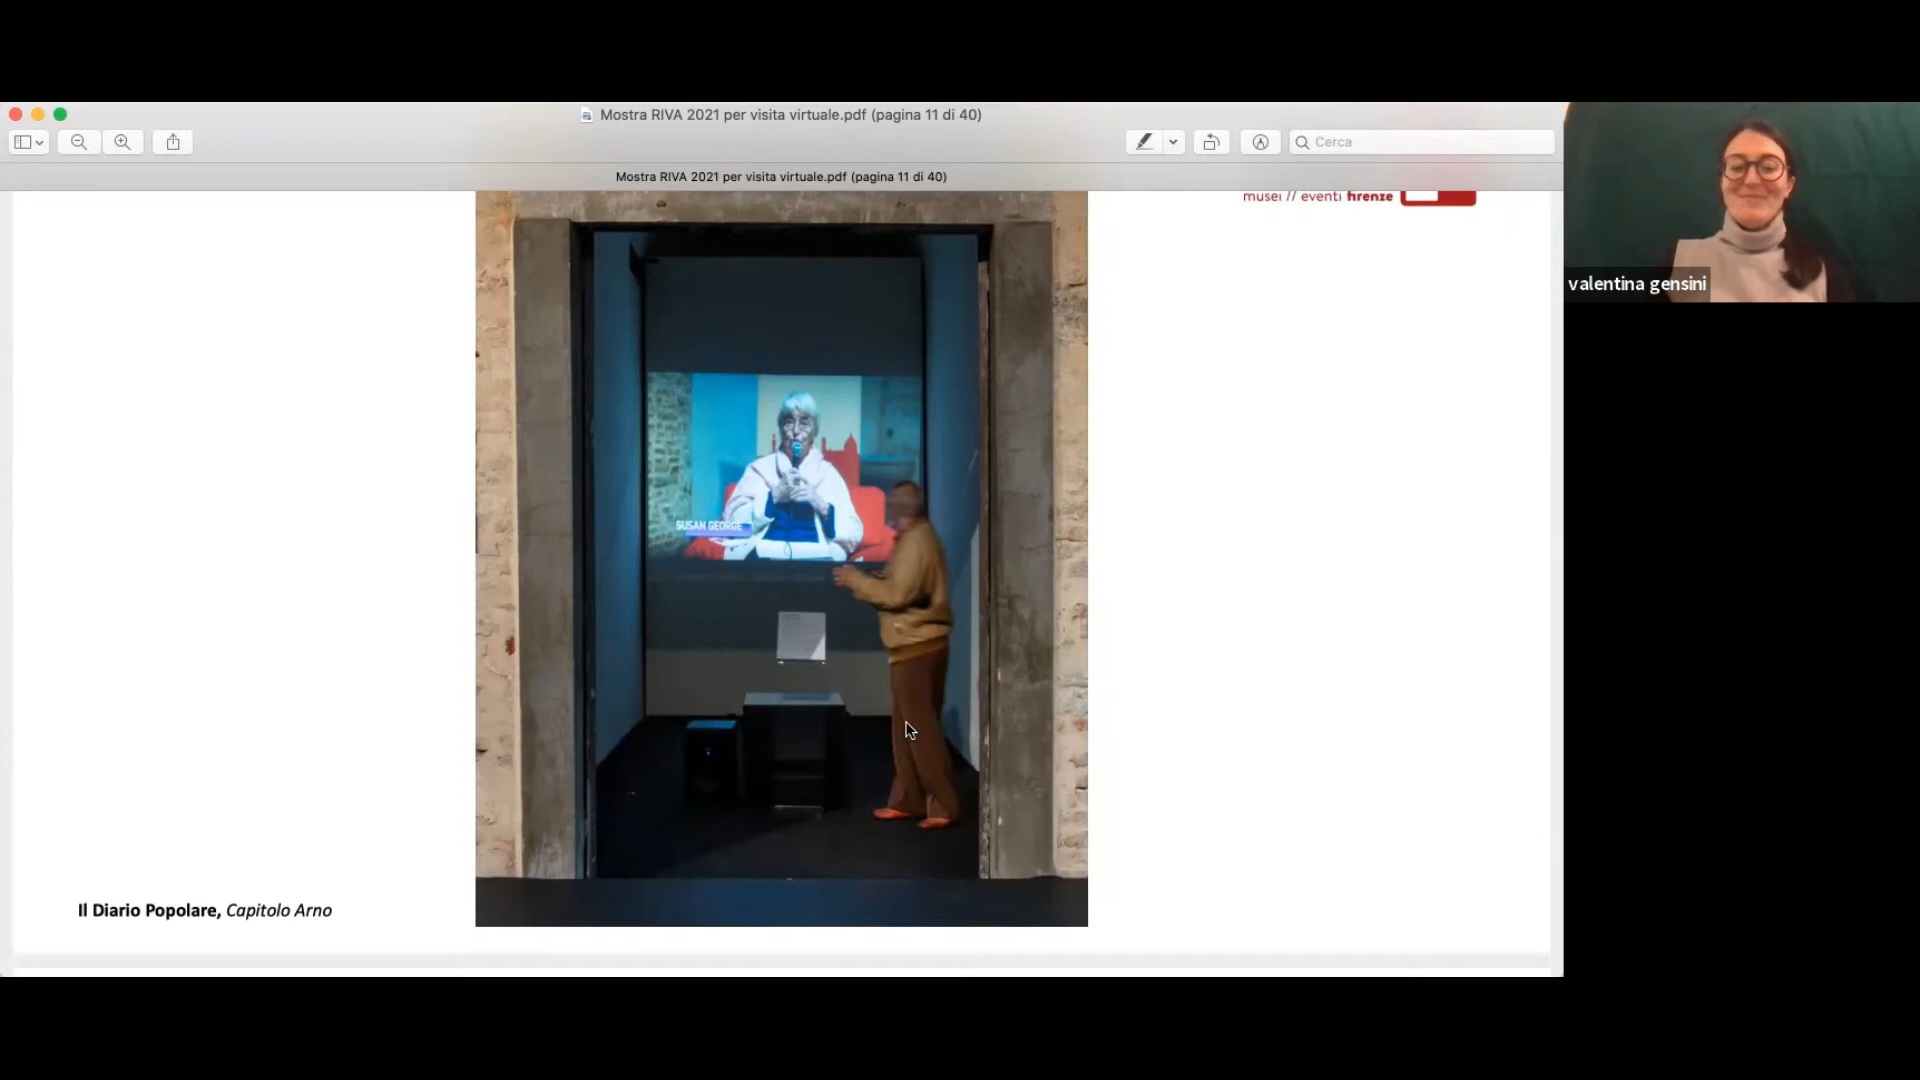 Mostra RIVA 2021 per visita virtuale.pdf (pagina 11 di 40)
Cerca
Mostra RIVA 2021 per visita virtuale.pdf (pagina 11 di 40)
musei // eventi firenze
valentina gensini
SUSAN GEORGE
Il Diario Popolare, Capitolo Arno